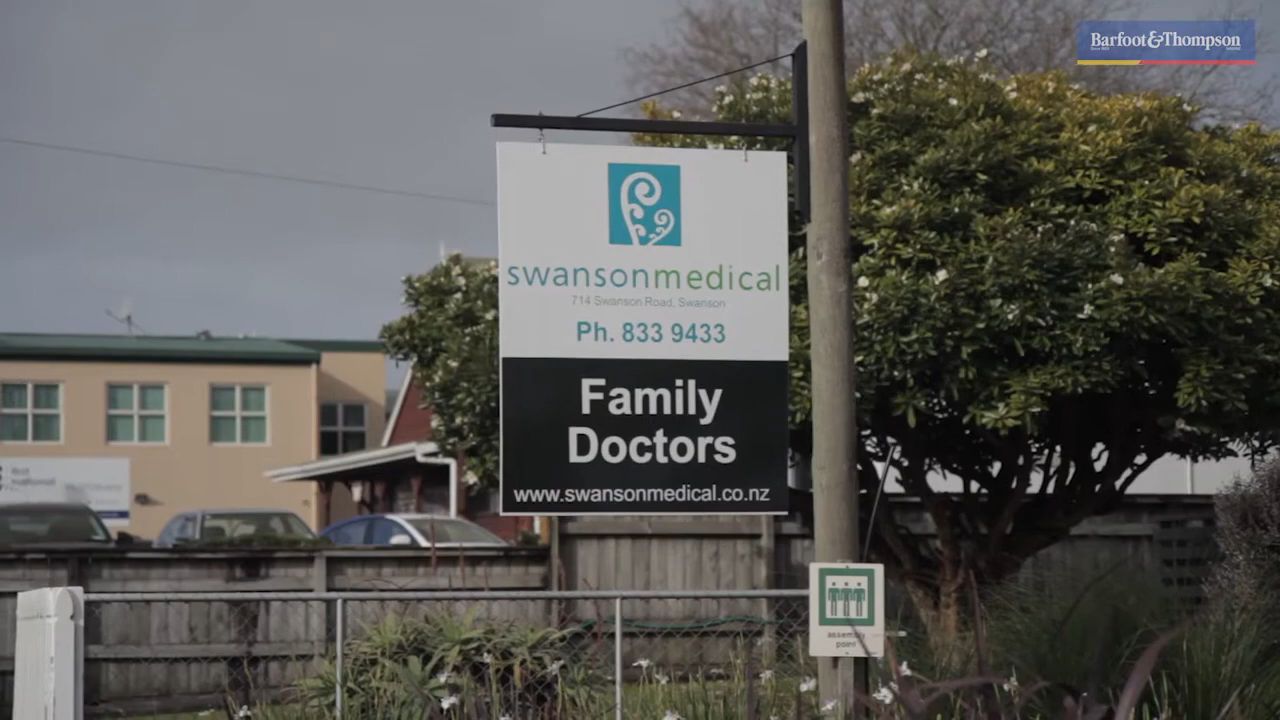 Barfoot&Thompson
swansonmedical
714 Swanson Road, Swanson
Ph. 833 9433
Family
Doctors
www.swansonmedical.co.nz
assembly
point